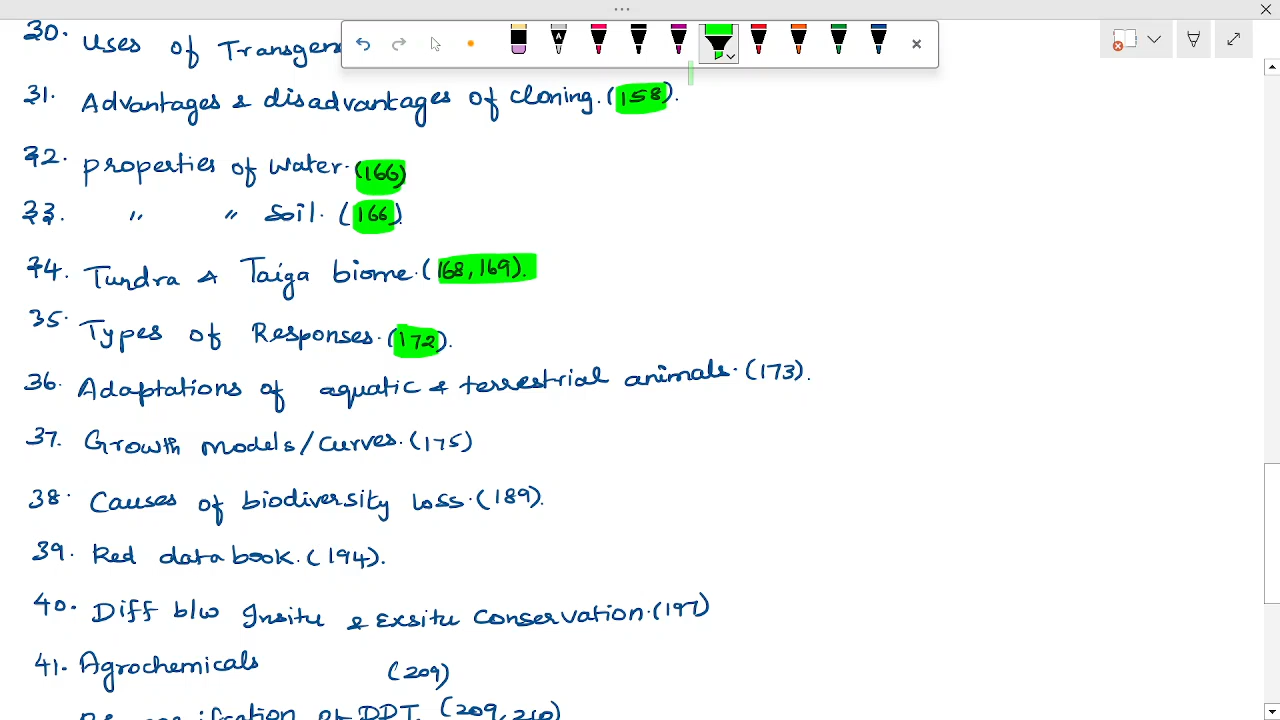 30. Uses of Transgen
31. Advantages & disadvantages of cloning. (158).
32. properties of water. (166)
33. " " Soil. (166).
34. Tundra & Taiga biome. (168, 169).
35. Types of Responses. (172).
36. Adaptations of aquatic & terrestrial animals. (173).
37. Growth models/curves. (175)
38. Causes of biodiversity loss. (189).
39. Red data book. (194).
40. Diff b/w Insitu & Exsitu conservation. (197)
41. Agrochemicals (209)
of DDT. (209, 210)